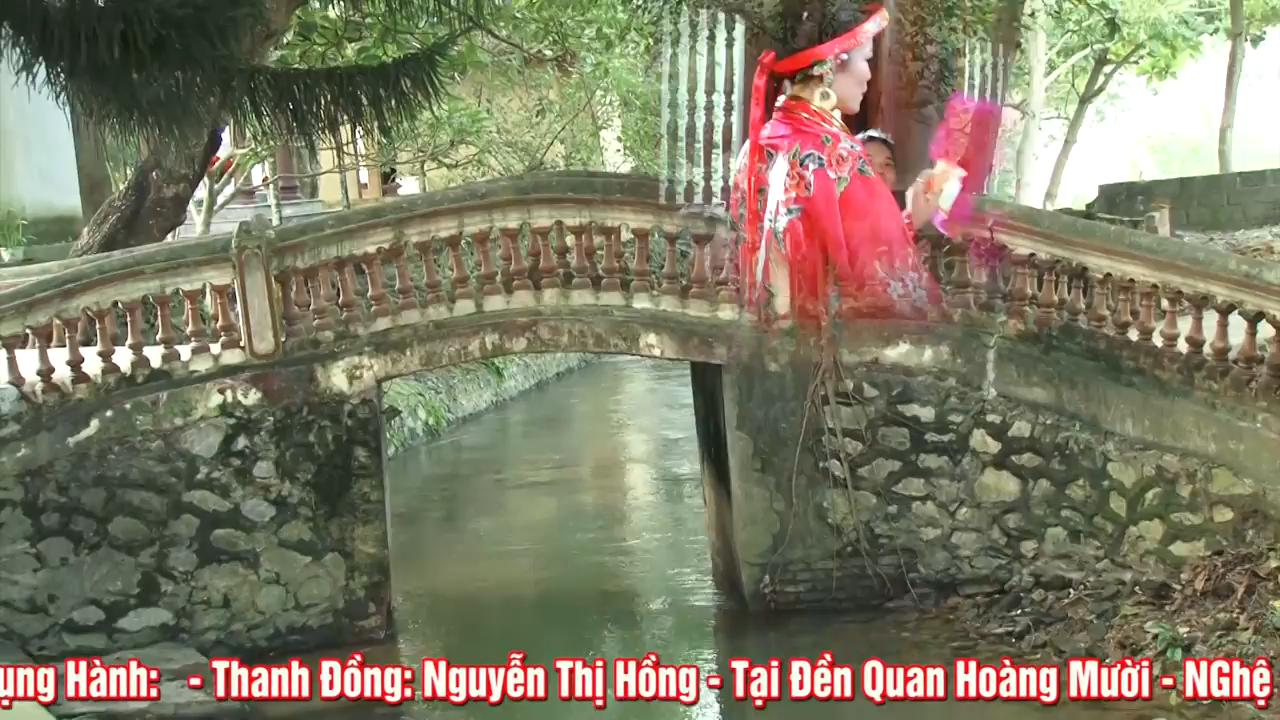 ụng Hành: - Thanh Đồng: Nguyễn Thị Hồng - Tại Đền Quan Hoàng Mười - NGhệ